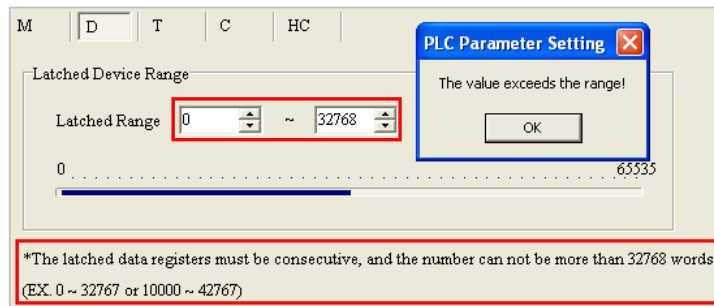 M D T C HC
PLC Parameter Setting
The value exceeds the range!
OK
Latched Device Range
Latched Range 0 ~ 32768
0 65535
*The latched data registers must be consecutive, and the number can not be more than 32768 words
(EX. 0 ~ 32767 or 10000 ~ 42767)